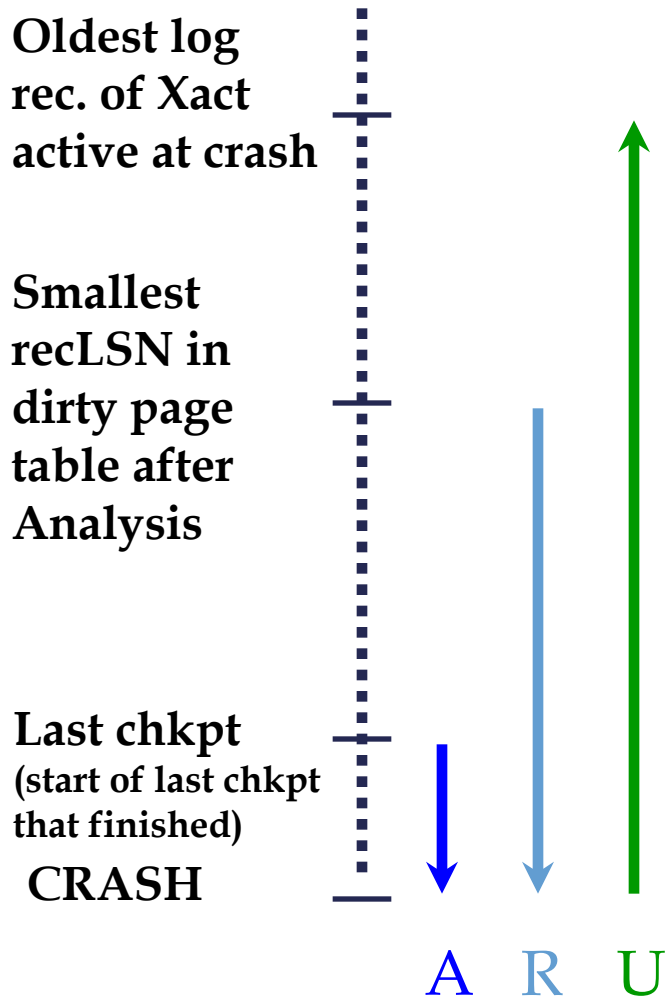 Oldest log
rec. of Xact
active at crash
Smallest
recLSN in
dirty page
table after
Analysis
Last chkpt
(start of last chkpt
that finished)
CRASH
A R U